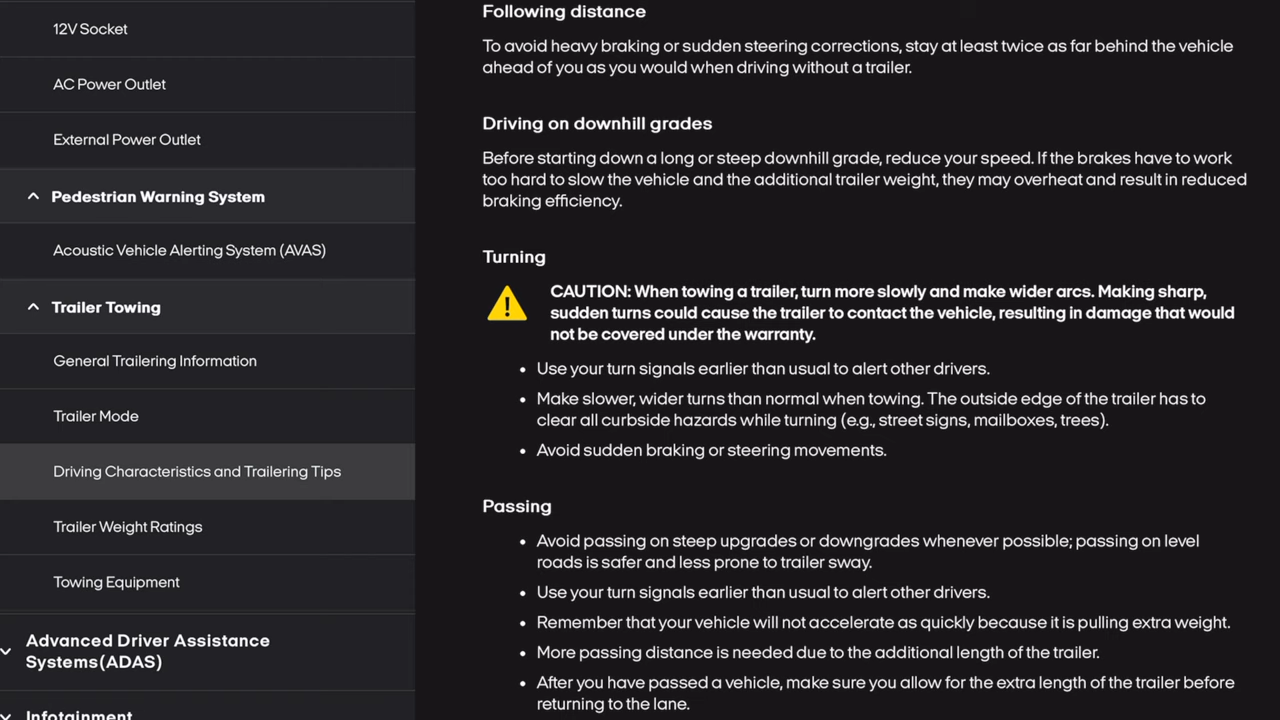 12V Socket
AC Power Outlet
External Power Outlet
Pedestrian Warning System
Acoustic Vehicle Alerting System (AVAS)
Trailer Towing
General Trailering Information
Trailer Mode
Driving Characteristics and Trailering Tips
Trailer Weight Ratings
Towing Equipment
Advanced Driver Assistance
Systems(ADAS)
Infotainment
Following distance
To avoid heavy braking or sudden steering corrections, stay at least twice as far behind the vehicle
ahead of you as you would when driving without a trailer.
Driving on downhill grades
Before starting down a long or steep downhill grade, reduce your speed. If the brakes have to work
too hard to slow the vehicle and the additional trailer weight, they may overheat and result in reduced
braking efficiency.
Turning
CAUTION: When towing a trailer, turn more slowly and make wider arcs. Making sharp,
sudden turns could cause the trailer to contact the vehicle, resulting in damage that would
not be covered under the warranty.
• Use your turn signals earlier than usual to alert other drivers.
• Make slower, wider turns than normal when towing. The outside edge of the trailer has to
clear all curbside hazards while turning (e.g., street signs, mailboxes, trees).
• Avoid sudden braking or steering movements.
Passing
• Avoid passing on steep upgrades or downgrades whenever possible; passing on level
roads is safer and less prone to trailer sway.
• Use your turn signals earlier than usual to alert other drivers.
• Remember that your vehicle will not accelerate as quickly because it is pulling extra weight.
• More passing distance is needed due to the additional length of the trailer.
• After you have passed a vehicle, make sure you allow for the extra length of the trailer before
returning to the lane.